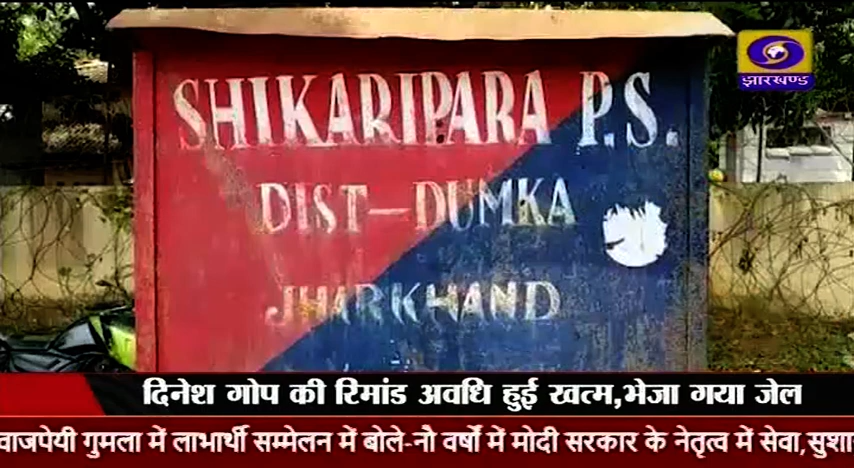 SHIKARIPARA P.S.
झारखण्ड
DIST-DUMKA
JHARKHAND
दिनेश गोप की रिमांड अवधि हुई खत्म,भेजा गया जेल
वाजपेयी गुमला में लाभार्थी सम्मेलन में बोले-नौ वर्षों में मोदी सरकार के नेतृत्व में सेवा,